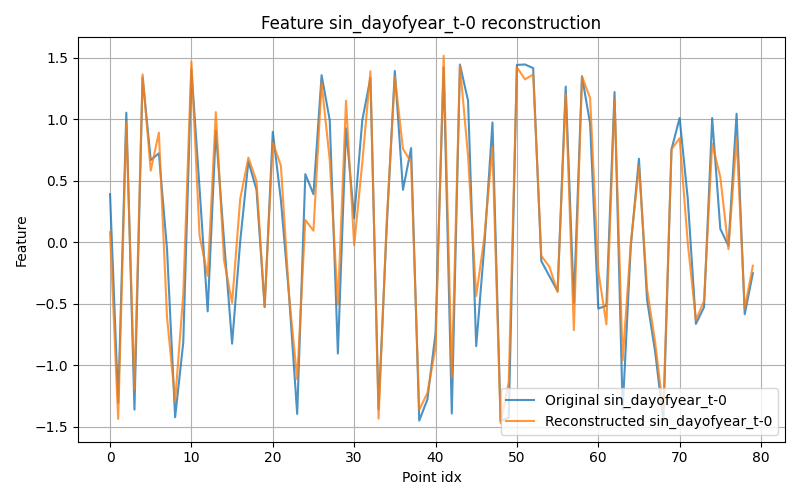 Feature sin_dayofyear_t-0 reconstruction
Feature
1.5
1.0
0.5
0.0
−0.5
−1.0
−1.5
0 10 20 30 40 50 60 70 80
Point idx
Original sin_dayofyear_t-0
Reconstructed sin_dayofyear_t-0